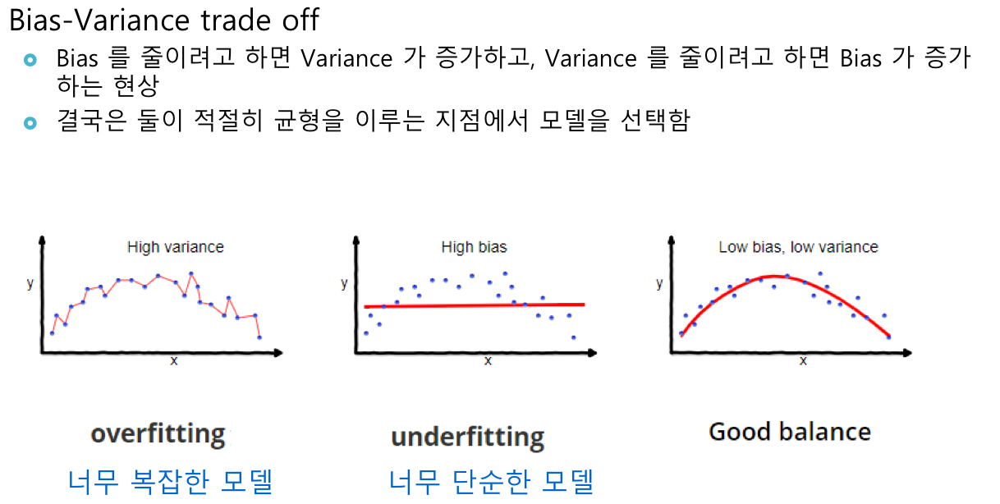 Bias-Variance trade off
Bias 를 줄이려고 하면 Variance 가 증가하고, Variance 를 줄이려고 하면 Bias 가 증가
하는 현상
결국은 둘이 적절히 균형을 이루는 지점에서 모델을 선택함
High variance
y
x
overfitting
너무 복잡한 모델
High bias
y
x
underfitting
너무 단순한 모델
Low bias, low variance
y
x
Good balance